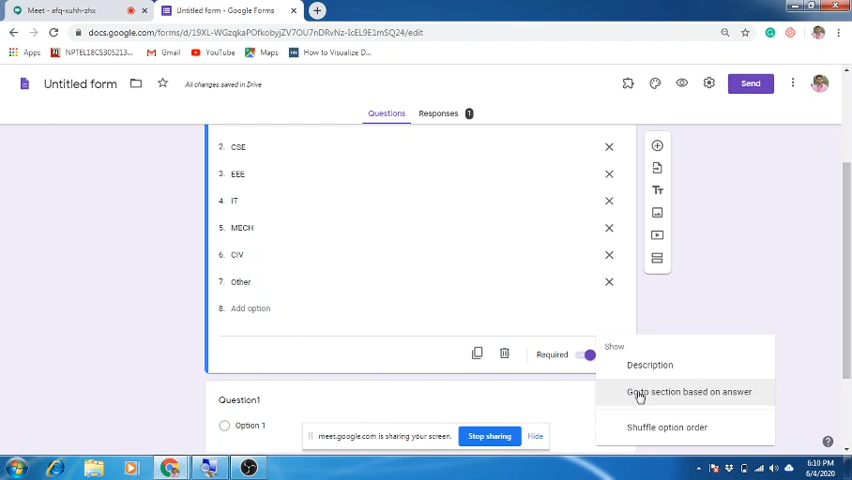 Meet - afq-xuhh-zhx
Untitled form - Google Forms
docs.google.com/forms/d/19XL-WGzqkaPOfkobyjZV7OU7nDRvNz-IcEL9E1mSQ24/edit
Apps
NPTEL18CS30S213...
Gmail
YouTube
Maps
How to Visualize D...
Untitled form
All changes saved in Drive
Send
Questions
Responses 1
2. CSE
3. EEE
4. IT
5. MECH
6. CIV
7. Other
8. Add option
Required
Show
Description
Go to section based on answer
Shuffle option order
Question1
Option 1
meet.google.com is sharing your screen.
Stop sharing
Hide
6:10 PM
6/4/2020